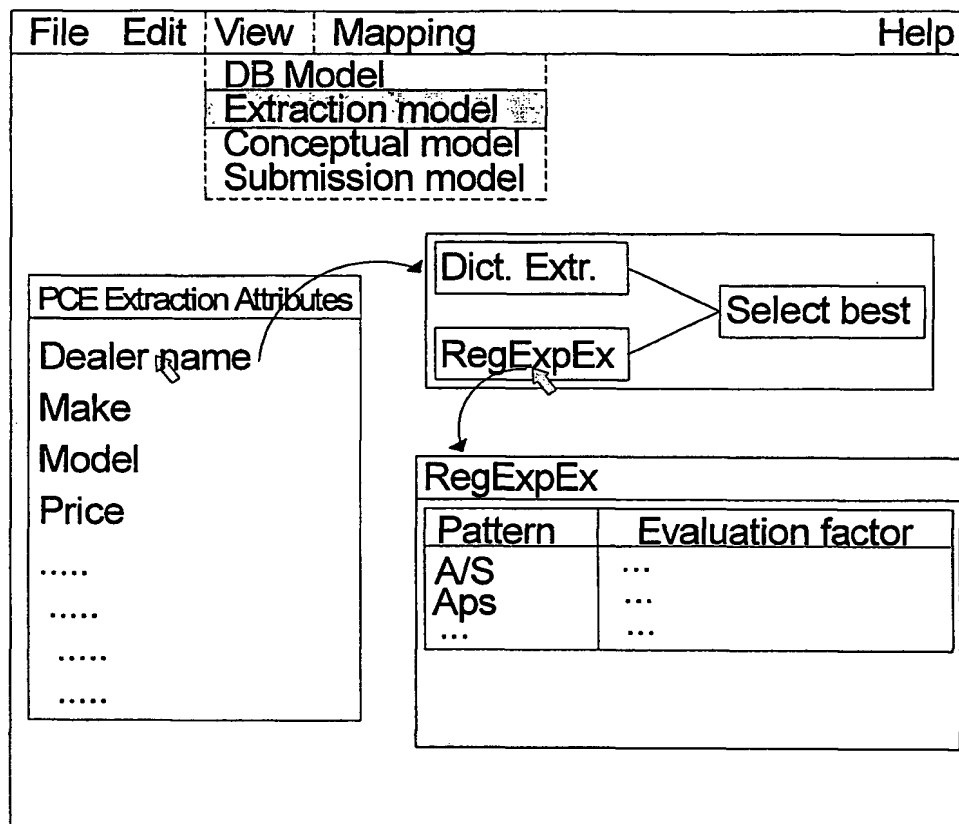 File Edit View Mapping Help
DB Model
Extraction model
Conceptual model
Submission model
PCE Extraction Attributes
Dealer name
Make
Model
Price
.....
.....
.....
.....
Dict. Extr.
RegExpEx
Select best
RegExpEx
Pattern Evaluation factor
A/S ...
Aps ...
... ...